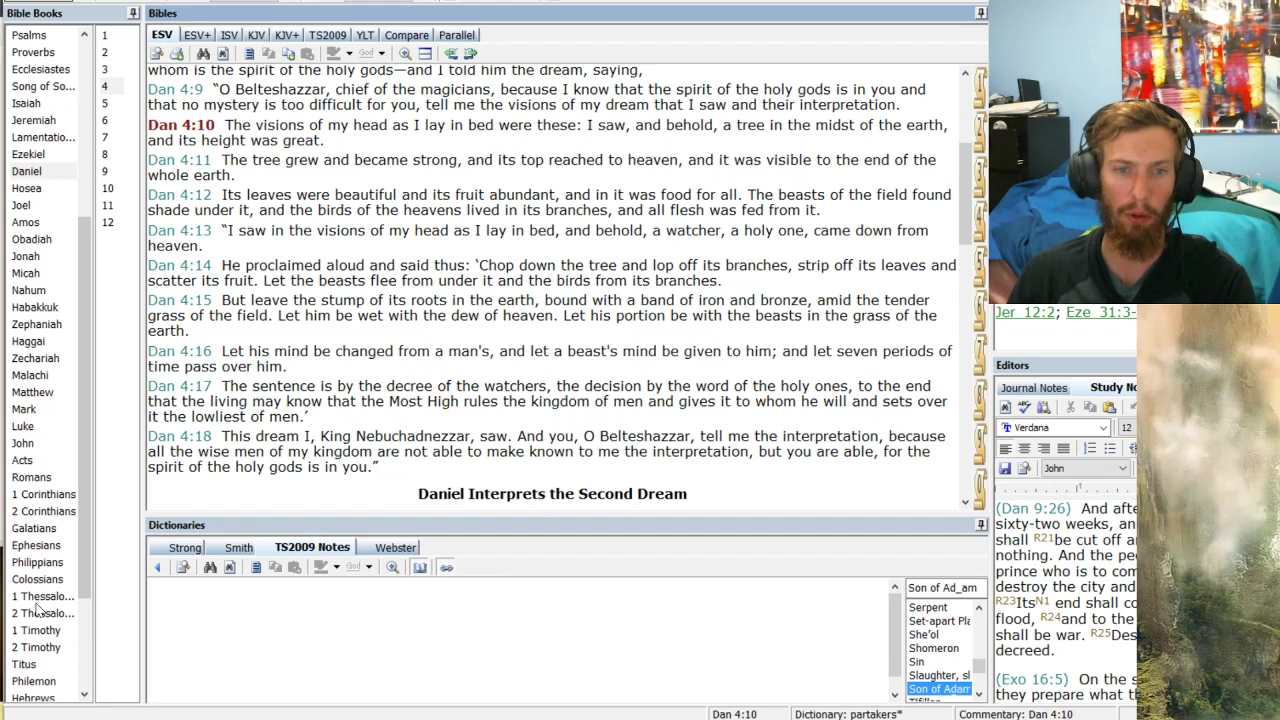 Bible Books
Bibles
Psalms
Proverbs
Ecclesiastes
Song of So...
Isaiah
Jeremiah
Lamentatio...
Ezekiel
Daniel
Hosea
Joel
Amos
Obadiah
Jonah
Micah
Nahum
Habakkuk
Zephaniah
Haggai
Zechariah
Malachi
Matthew
Mark
Luke
John
Acts
Romans
1 Corinthians
2 Corinthians
Galatians
Ephesians
Philippians
Colossians
1 Thessalo...
2 Thessalo...
1 Timothy
2 Timothy
Titus
Philemon
Hebrews
1
2
3
4
5
6
7
8
9
10
11
12
ESV ESV+ ISV KJV KJV+ TS2009 YLT Compare Parallel
God
whom is the spirit of the holy gods—and I told him the dream, saying,
Dan 4:9 “O Belteshazzar, chief of the magicians, because I know that the spirit of the holy gods is in you and
that no mystery is too difficult for you, tell me the visions of my dream that I saw and their interpretation.
Dan 4:10 The visions of my head as I lay in bed were these: I saw, and behold, a tree in the midst of the earth,
and its height was great.
Dan 4:11 The tree grew and became strong, and its top reached to heaven, and it was visible to the end of the
whole earth.
Dan 4:12 Its leaves were beautiful and its fruit abundant, and in it was food for all. The beasts of the field found
shade under it, and the birds of the heavens lived in its branches, and all flesh was fed from it.
Dan 4:13 “I saw in the visions of my head as I lay in bed, and behold, a watcher, a holy one, came down from
heaven.
Dan 4:14 He proclaimed aloud and said thus: ‘Chop down the tree and lop off its branches, strip off its leaves and
scatter its fruit. Let the beasts flee from under it and the birds from its branches.
Dan 4:15 But leave the stump of its roots in the earth, bound with a band of iron and bronze, amid the tender
grass of the field. Let him be wet with the dew of heaven. Let his portion be with the beasts in the grass of the
earth.
Dan 4:16 Let his mind be changed from a man's, and let a beast's mind be given to him; and let seven periods of
time pass over him.
Dan 4:17 The sentence is by the decree of the watchers, the decision by the word of the holy ones, to the end
that the living may know that the Most High rules the kingdom of men and gives it to whom he will and sets over
it the lowliest of men.’
Dan 4:18 This dream I, King Nebuchadnezzar, saw. And you, O Belteshazzar, tell me the interpretation, because
all the wise men of my kingdom are not able to make known to me the interpretation, but you are able, for the
spirit of the holy gods is in you.”
Daniel Interprets the Second Dream
Dictionaries
Strong Smith TS2009 Notes Webster
God
Son of Ad_am
Serpent
Set-apart Pla
She'ol
Shomeron
Sin
Slaughter, sl
Son of Adam
Jer 12:2; Eze 31:3-
Editors
Journal Notes Study No
Verdana 12
John
(Dan 9:26) And afte
sixty-two weeks, an
shall R21be cut off a
nothing. And the pe
prince who is to com
destroy the city and
R23ItsN1 end shall co
flood, R24and to the
shall be war. R25Des
decreed.
(Exo 16:5) On the s
they prepare what t
Dan 4:10 Dictionary: partakers* Commentary: Dan 4:10